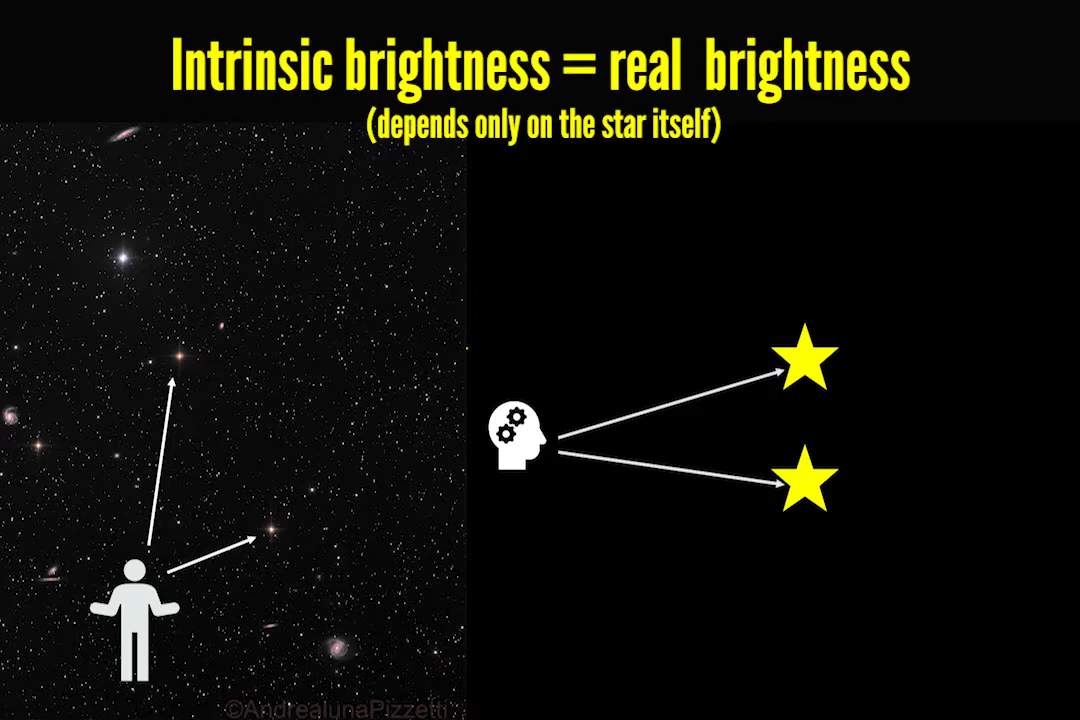 Intrinsic brightness = real brightness
(depends only on the star itself)
©AndrealunaPizzetti